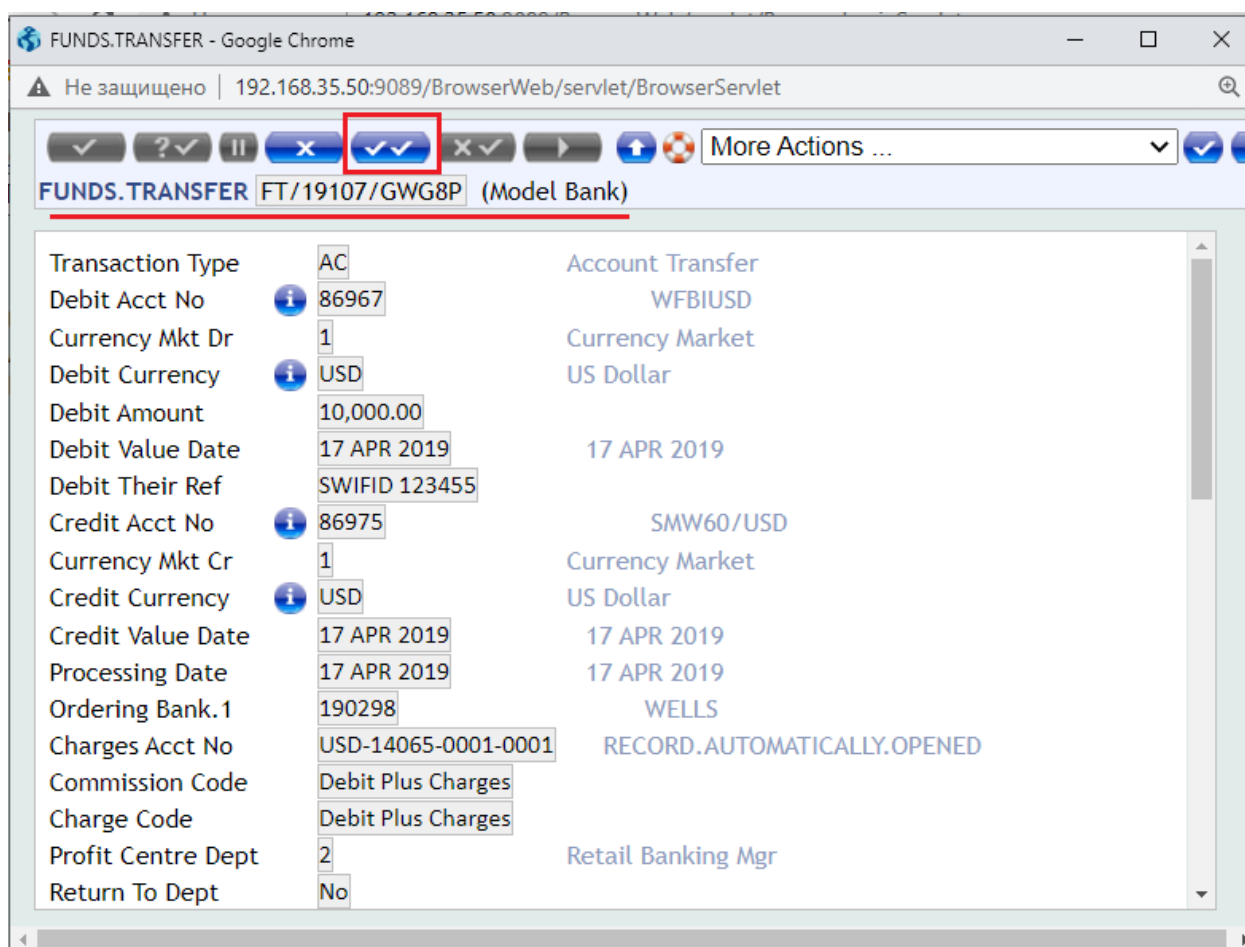 FUNDS.TRANSFER - Google Chrome
Не защищено | 192.168.35.50:9089/BrowserWeb/servlet/BrowserServlet
More Actions ...
FUNDS.TRANSFER FT/19107/GWG8P (Model Bank)
Transaction Type AC Account Transfer
Debit Acct No 86967 WFBIUSD
Currency Mkt Dr 1 Currency Market
Debit Currency USD US Dollar
Debit Amount 10,000.00
Debit Value Date 17 APR 2019 17 APR 2019
Debit Their Ref SWIFID 123455
Credit Acct No 86975 SMW60/USD
Currency Mkt Cr 1 Currency Market
Credit Currency USD US Dollar
Credit Value Date 17 APR 2019 17 APR 2019
Processing Date 17 APR 2019 17 APR 2019
Ordering Bank.1 190298 WELLS
Charges Acct No USD-14065-0001-0001 RECORD.AUTOMATICALLY.OPENED
Commission Code Debit Plus Charges
Charge Code Debit Plus Charges
Profit Centre Dept 2 Retail Banking Mgr
Return To Dept No